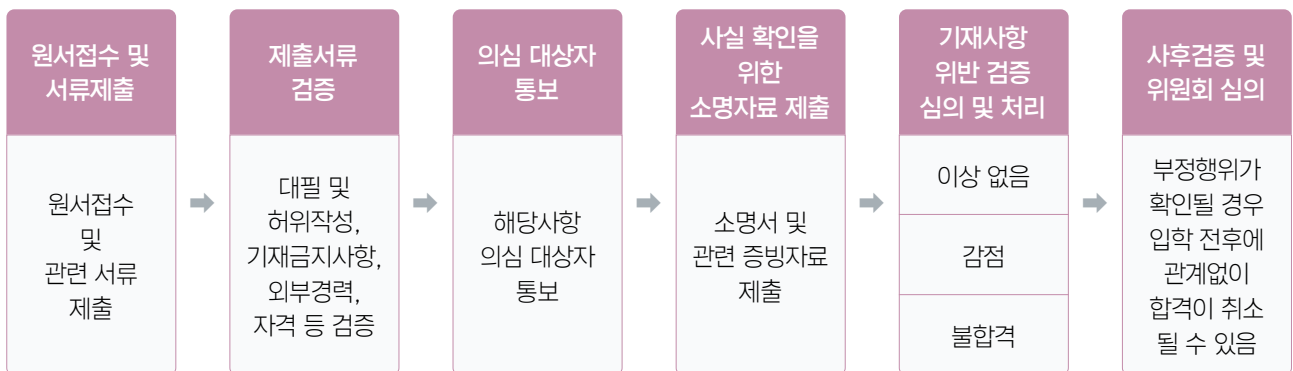 원서접수 및
서류제출
원서접수
및
관련 서류
제출
제출서류
검증
대필 및
허위작성,
기재금지사항,
외부경력,
자격 등 검증
의심 대상자
통보
해당사항
의심 대상자
통보
사실 확인을
위한
소명자료 제출
소명서 및
관련 증빙자료
제출
기재사항
위반 검증
심의 및 처리
이상 없음
감점
불합격
사후검증 및
위원회 심의
부정행위가
확인될 경우
입학 전후에
관계없이
합격이 취소
될 수 있음